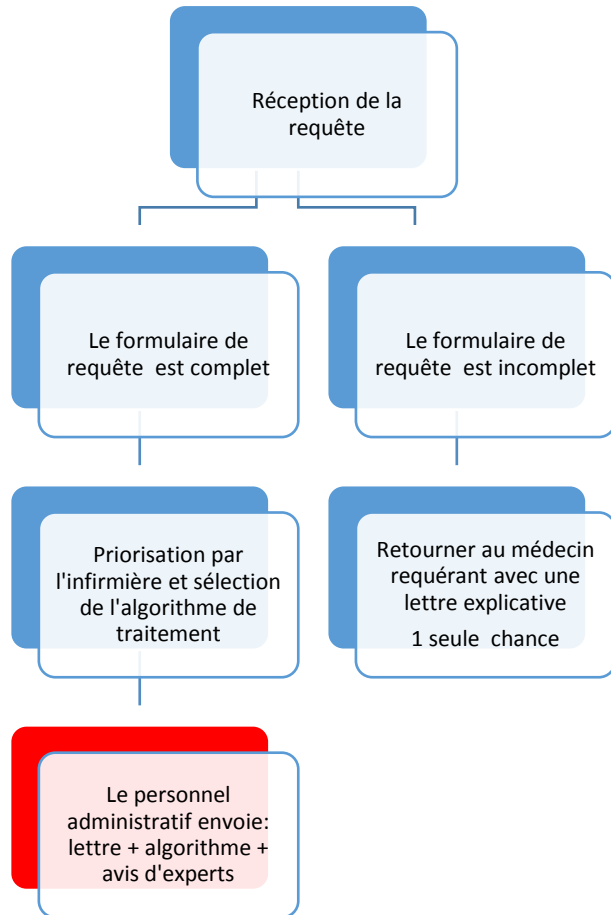 Réception de la
requête
Le formulaire de
requête est complet
Le formulaire de
requête est incomplet
Priorisation par
l'infirmière et sélection
de l'algorithme de
traitement
Retourner au médecin
requérant avec une
lettre explicative
1 seule chance
Le personnel
administratif envoie:
lettre + algorithme +
avis d'experts